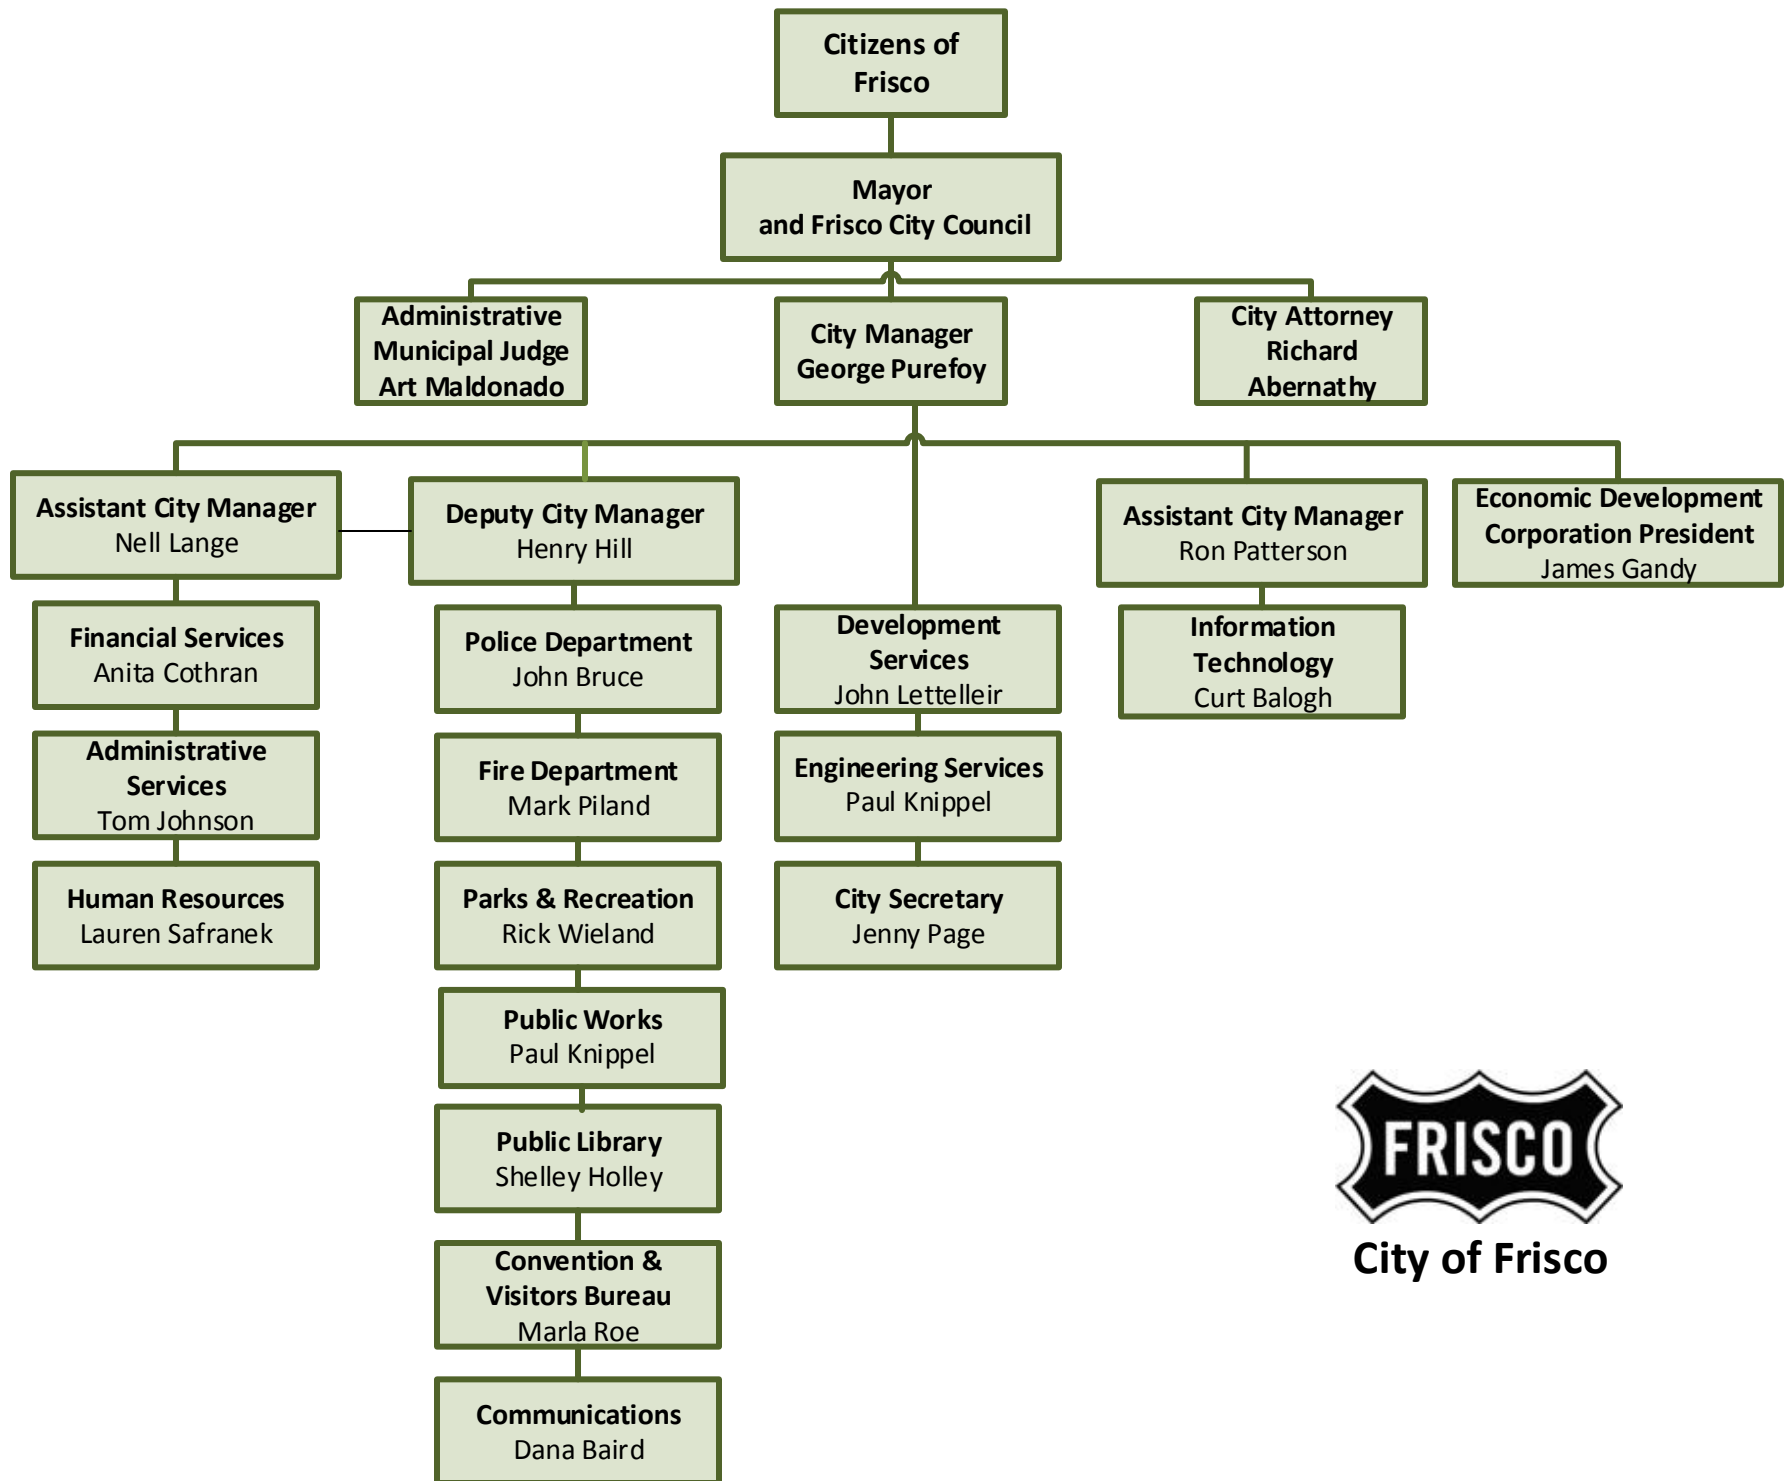 Citizens of
Frisco
Mayor
and Frisco City Council
Administrative
Municipal Judge
Art Maldonado
City Manager
George Purefoy
City Attorney
Richard
Abernathy
Assistant City Manager
Nell Lange
Deputy City Manager
Henry Hill
Assistant City Manager
Ron Patterson
Economic Development
Corporation President
James Gandy
Financial Services
Anita Cothran
Administrative
Services
Tom Johnson
Human Resources
Lauren Safranek
Police Department
John Bruce
Fire Department
Mark Piland
Parks & Recreation
Rick Wieland
Public Works
Paul Knippel
Public Library
Shelley Holley
Convention &
Visitors Bureau
Marla Roe
Communications
Dana Baird
Development
Services
John Lettelleir
Engineering Services
Paul Knippel
City Secretary
Jenny Page
Information
Technology
Curt Balogh
FRISCO
City of Frisco